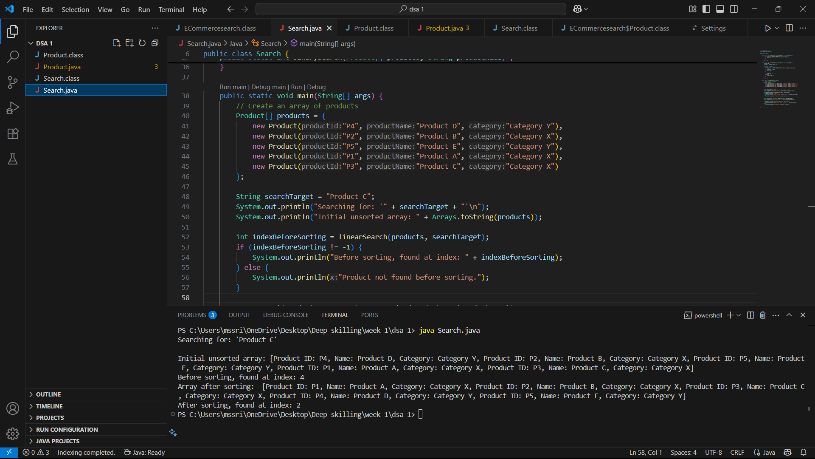 File Edit Selection View Go Run Terminal Help
dsa 1
EXPLORER
DSA 1
Product.class
Product.java 3
Search.class
Search.java
OUTLINE
TIMELINE
PROJECTS
RUN CONFIGURATION
JAVA PROJECTS
ECommercesearch.class Search.java Product.class Product.java 3 Search.class ECommercesearch$Product.class Settings
Search.java > Java > Search > main(String[] args)
6 public class Search {
36 }
37
Run main | Debug main | Run | Debug
38 public static void main(String[] args) {
39 // Create an array of products
40 Product[] products = {
41 new Product(productId:"P4", productName:"Product D", category:"Category Y"),
42 new Product(productId:"P2", productName:"Product B", category:"Category X"),
43 new Product(productId:"P5", productName:"Product E", category:"Category Y"),
44 new Product(productId:"P1", productName:"Product A", category:"Category X"),
45 new Product(productId:"P3", productName:"Product C", category:"Category X")
46 };
47
48 String searchTarget = "Product C";
49 System.out.println("Searching for: '" + searchTarget + "'\n");
50 System.out.println("Initial unsorted array: " + Arrays.toString(products));
51
52 int indexBeforeSorting = linearSearch(products, searchTarget);
53 if (indexBeforeSorting != -1) {
54 System.out.println("Before sorting, found at index: " + indexBeforeSorting);
55 } else {
56 System.out.println(x:"Product not found before sorting.");
57 }
58
PROBLEMS 3 OUTPUT DEBUG CONSOLE TERMINAL PORTS
powershell
PS C:\Users\mssri\OneDrive\Desktop\Deep skilling\week 1\dsa 1> java Search.java
Searching for: 'Product C'
Initial unsorted array: [Product ID: P4, Name: Product D, Category: Category Y, Product ID: P2, Name: Product B, Category: Category X, Product ID: P5, Name: Product
E, Category: Category Y, Product ID: P1, Name: Product A, Category: Category X, Product ID: P3, Name: Product C, Category: Category X]
Before sorting, found at index: 4
Array after sorting: [Product ID: P1, Name: Product A, Category: Category X, Product ID: P2, Name: Product B, Category: Category X, Product ID: P3, Name: Product C
, Category: Category X, Product ID: P4, Name: Product D, Category: Category Y, Product ID: P5, Name: Product E, Category: Category Y]
After sorting, found at index: 2
PS C:\Users\mssri\OneDrive\Desktop\Deep skilling\week 1\dsa 1>
0 3 Indexing completed. Java: Ready Ln 58, Col 1 Spaces: 4 UTF-8 CRLF Java